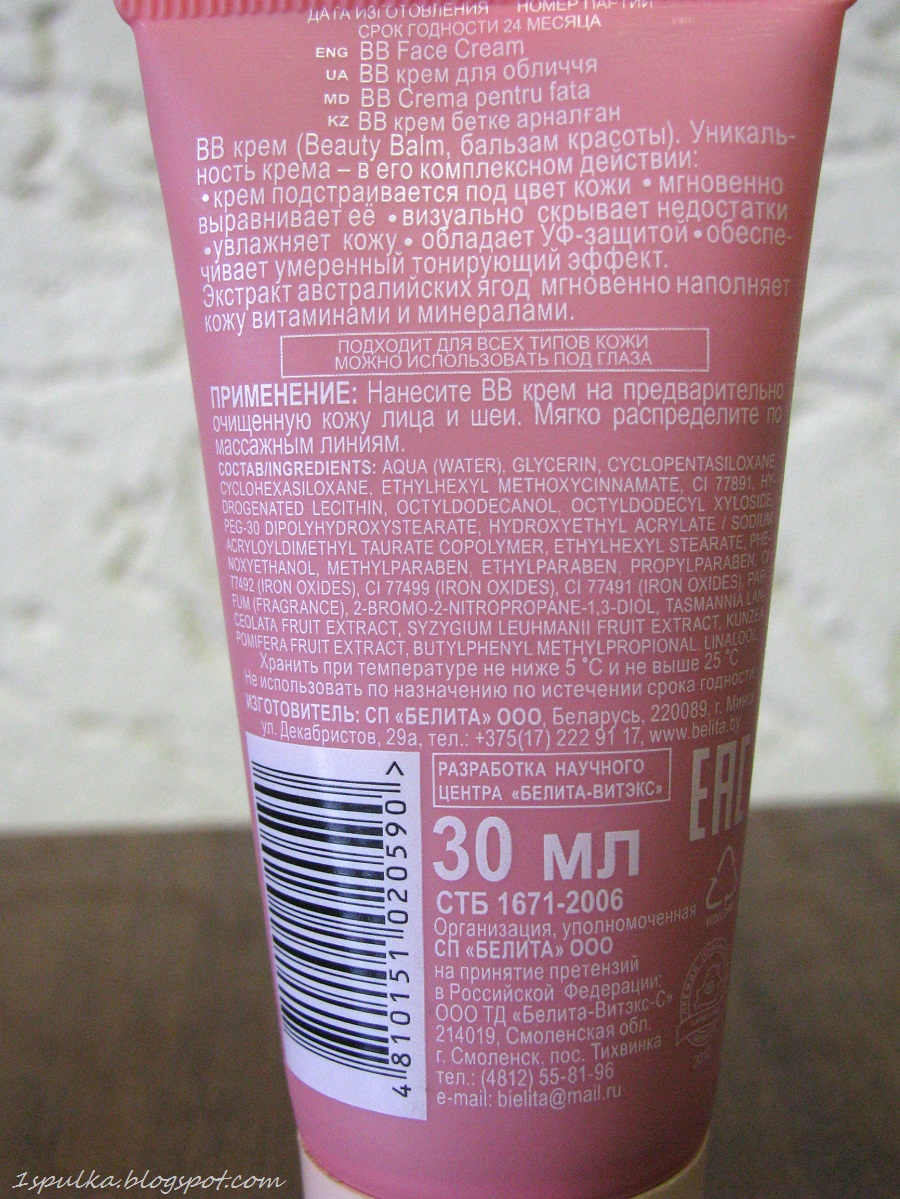 ДАТА ИЗГОТОВЛЕНИЯ НОМЕР ПАРТИИ
СРОК ГОДНОСТИ 24 МЕСЯЦА
ENG BB Face Cream
UA BB крем для обличчя
MD BB Crema pentru fata
KZ BB крем бетке арналған
BB крем (Beauty Balm, бальзам красоты). Уникаль-
ность крема – в его комплексном действии:
• крем подстраивается под цвет кожи • мгновенно
выравнивает её • визуально скрывает недостатки
• увлажняет кожу • обладает УФ-защитой • обеспе-
чивает умеренный тонирующий эффект.
Экстракт австралийских ягод мгновенно наполняет
кожу витаминами и минералами.
ПОДХОДИТ ДЛЯ ВСЕХ ТИПОВ КОЖИ
МОЖНО ИСПОЛЬЗОВАТЬ ПОД ГЛАЗА
ПРИМЕНЕНИЕ: Нанесите BB крем на предварительно
очищенную кожу лица и шеи. Мягко распределите по
массажным линиям.
СОСТАВ/INGREDIENTS: AQUA (WATER), GLYCERIN, CYCLOPENTASILOXANE
CYCLOHEXASILOXANE, ETHYLHEXYL METHOXYCINNAMATE, CI 77891, HY-
DROGENATED LECITHIN, OCTYLDODECANOL, OCTYLDODECYL XYLOSIDE,
PEG-30 DIPOLYHYDROXYSTEARATE, HYDROXYETHYL ACRYLATE / SODIUM
ACRYLOYLDIMETHYL TAURATE COPOLYMER, ETHYLHEXYL STEARATE, PHE-
NOXYETHANOL, METHYLPARABEN, ETHYLPARABEN, PROPYLPARABEN, CI
77492 (IRON OXIDES), CI 77499 (IRON OXIDES), CI 77491 (IRON OXIDES), PAR-
FUM (FRAGRANCE), 2-BROMO-2-NITROPROPANE-1,3-DIOL, TASMANNIA LAN-
CEOLATA FRUIT EXTRACT, SYZYGIUM LEUHMANII FRUIT EXTRACT, KUNZEA
POMIFERA FRUIT EXTRACT, BUTYLPHENYL METHYLPROPIONAL, LINALOOL
Хранить при температуре не ниже 5 °C и не выше 25 °C
Не использовать по назначению по истечении срока годности
ИЗГОТОВИТЕЛЬ: СП «БЕЛИТА» ООО, Беларусь, 220089, г. Минск
ул. Декабристов, 29а, тел.: +375(17) 222 91 17, www.belita.by
РАЗРАБОТКА НАУЧНОГО
ЦЕНТРА «БЕЛИТА-ВИТЭКС»
EAC
30 МЛ
СТБ 1671-2006
Организация, уполномоченная
СП «БЕЛИТА» ООО
на принятие претензий
в Российской Федерации:
ООО ТД «Белита-Витэкс-С»
214019, Смоленская обл.
г. Смоленск, пос. Тихвинка
тел.: (4812) 55-81-96
e-mail: bielita@mail.ru
4 810151 020590 >
1spulka.blogspot.com